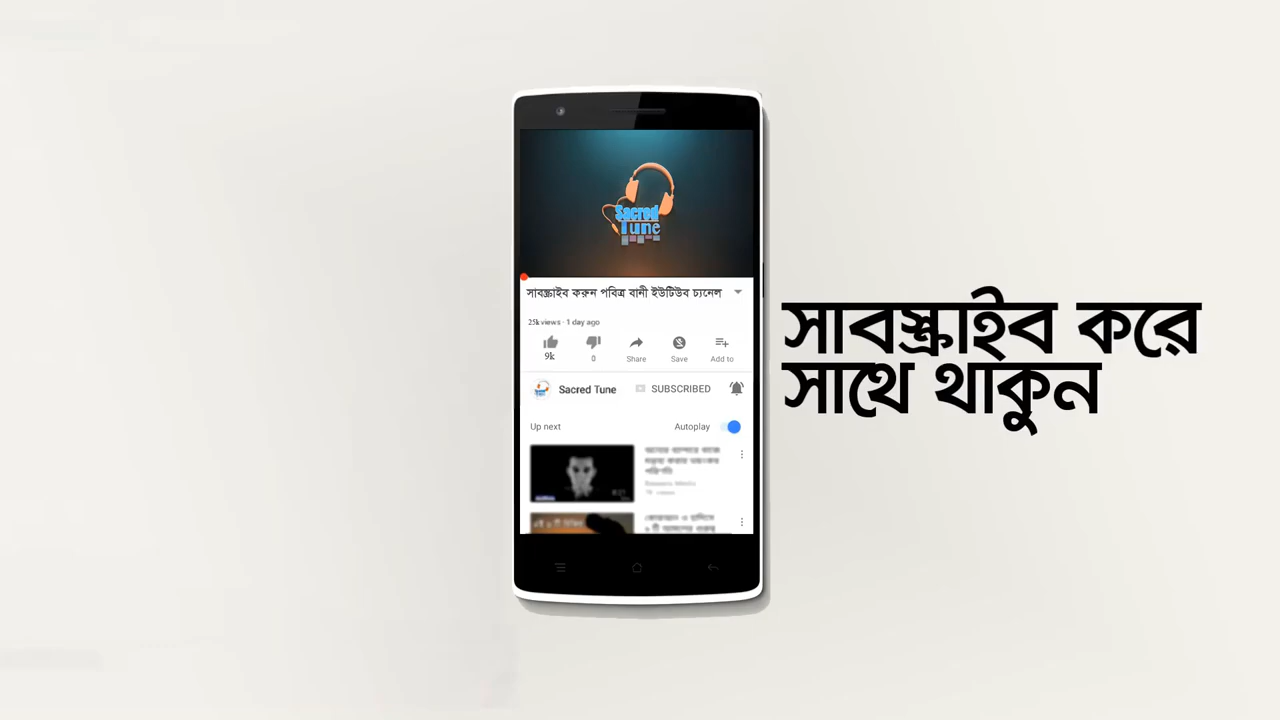 Sacred
Tune
সাবস্ক্রাইব করুন পবিত্র বানী ইউটিউব চ্যনেল
25k views · 1 day ago
9k
0
Share
Save
Add to
Sacred Tune
SUBSCRIBED
Up next
Autoplay
সাবস্ক্রাইব করে
সাথে থাকুন